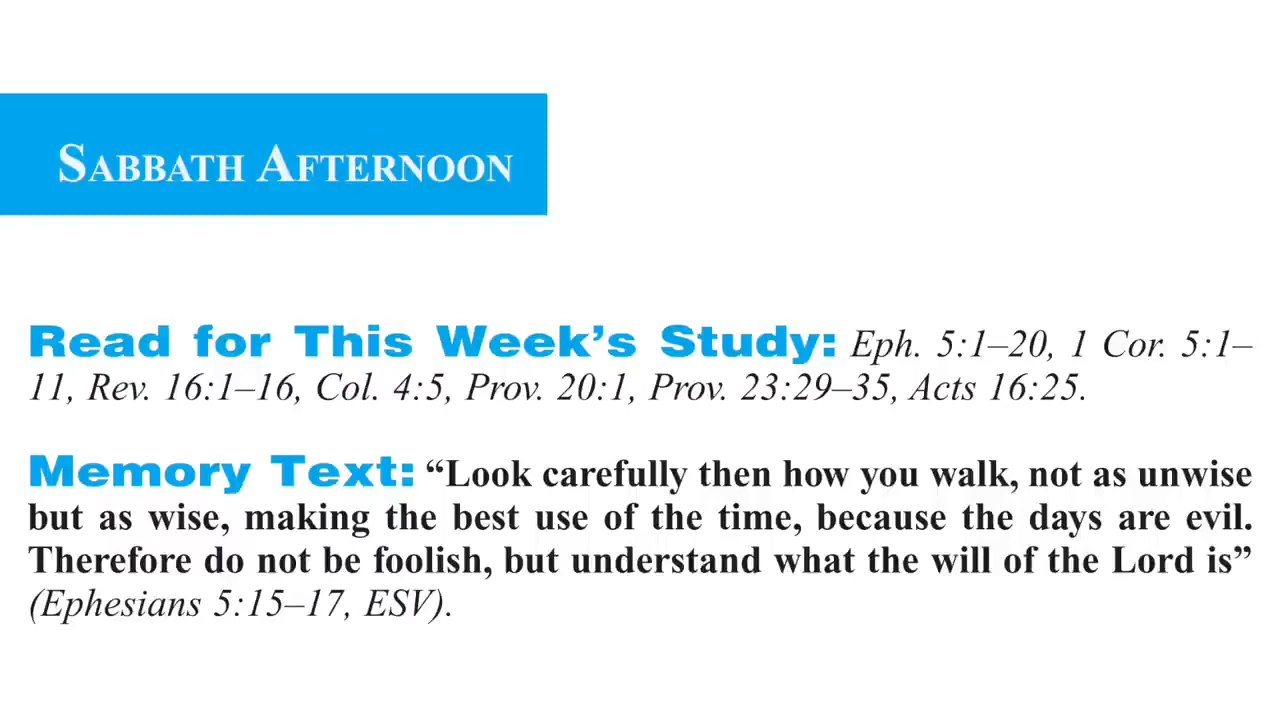 SABBATH AFTERNOON
Read for This Week’s Study: Eph. 5:1–20, 1 Cor. 5:1–
11, Rev. 16:1–16, Col. 4:5, Prov. 20:1, Prov. 23:29–35, Acts 16:25.
Memory Text: “Look carefully then how you walk, not as unwise
but as wise, making the best use of the time, because the days are evil.
Therefore do not be foolish, but understand what the will of the Lord is”
(Ephesians 5:15–17, ESV).